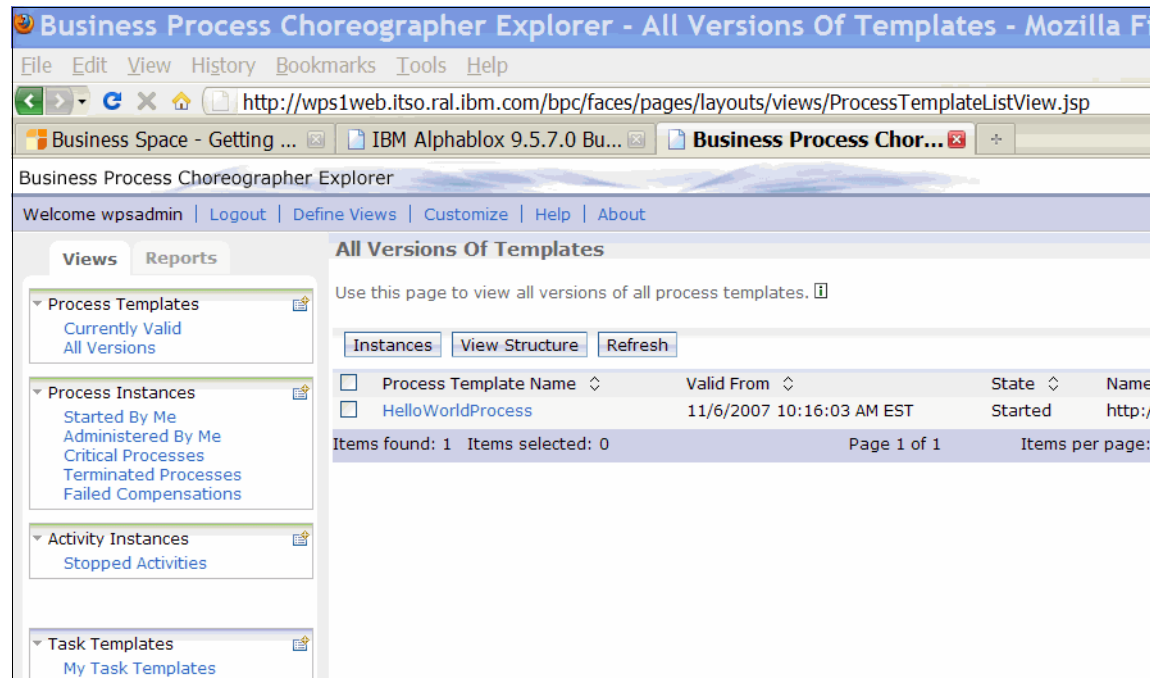 Business Process Choreographer Explorer - All Versions Of Templates - Mozilla Fi
File Edit View History Bookmarks Tools Help
http://wps1web.itso.ral.ibm.com/bpc/faces/pages/layouts/views/ProcessTemplateListView.jsp
Business Space - Getting ... IBM Alphablox 9.5.7.0 Bu... Business Process Chor...
Business Process Choreographer Explorer
Welcome wpsadmin | Logout | Define Views | Customize | Help | About
Views Reports
Process Templates
Currently Valid
All Versions
Process Instances
Started By Me
Administered By Me
Critical Processes
Terminated Processes
Failed Compensations
Activity Instances
Stopped Activities
Task Templates
My Task Templates
All Versions Of Templates
Use this page to view all versions of all process templates.
Instances View Structure Refresh
Process Template Name Valid From State Name
HelloWorldProcess 11/6/2007 10:16:03 AM EST Started http:/
Items found: 1 Items selected: 0 Page 1 of 1 Items per page: